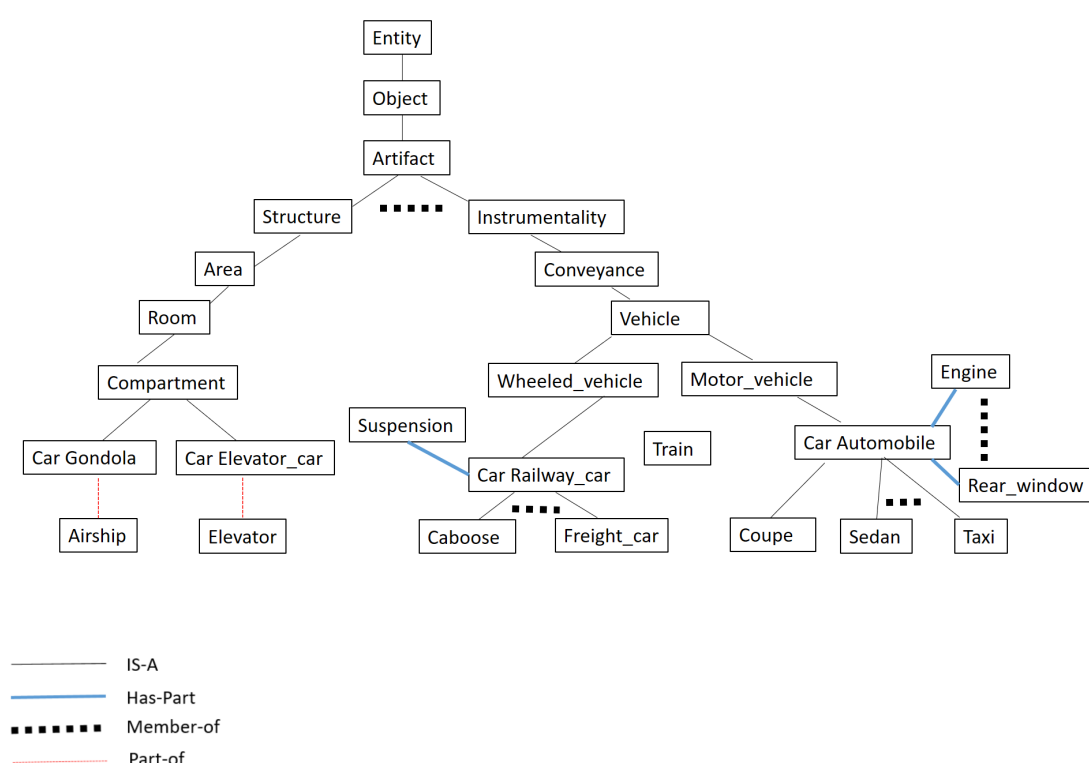 Entity
Object
Artifact
Structure
Instrumentality
Area
Conveyance
Room
Vehicle
Compartment
Wheeled_vehicle
Motor_vehicle
Engine
Suspension
Car Gondola
Car Elevator_car
Train
Car Automobile
Car Railway_car
Rear_window
Airship
Elevator
Caboose
Freight_car
Coupe
Sedan
Taxi
IS-A
Has-Part
Member-of
Part-of